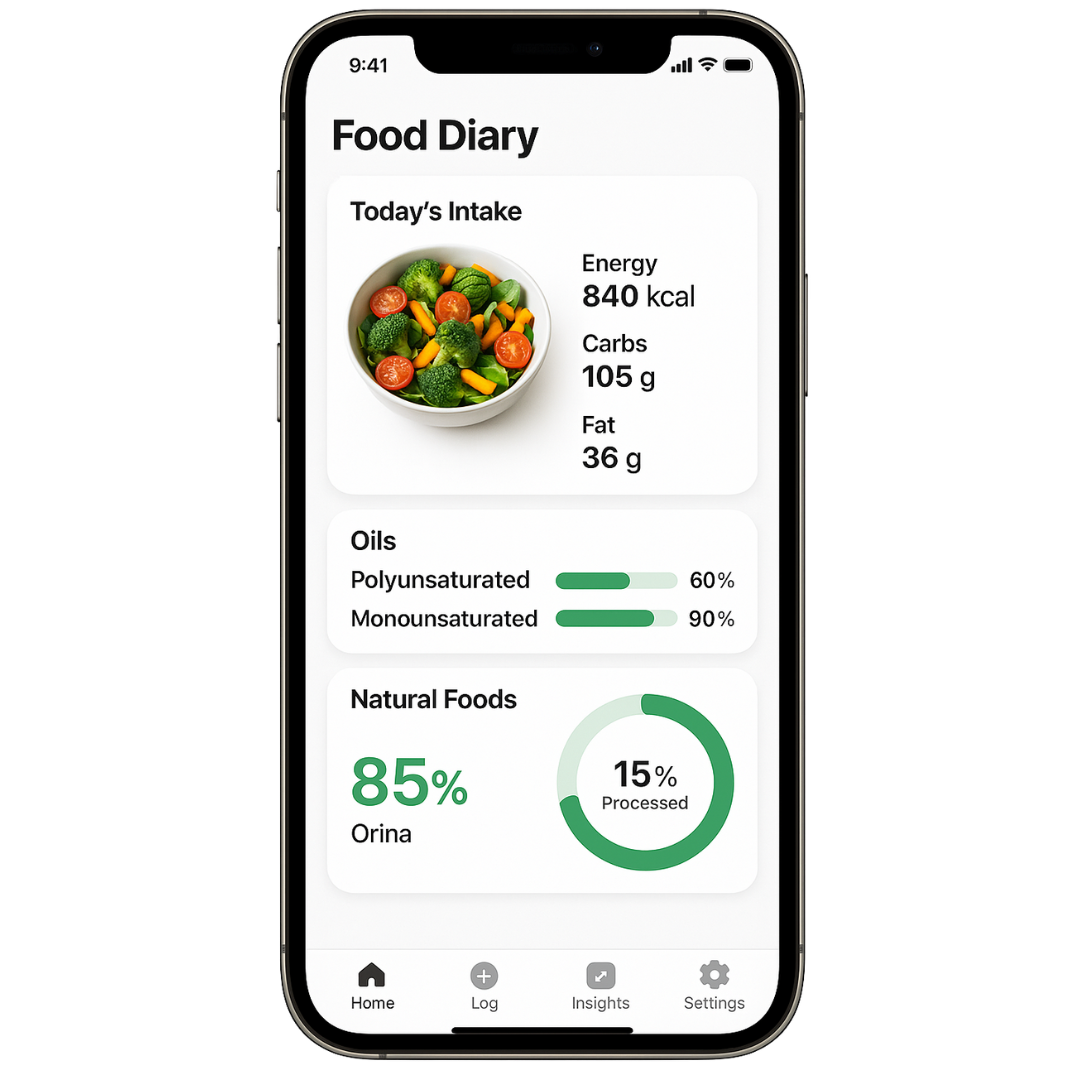 9:41
Food Diary
Today’s Intake
Energy
840 kcal
Carbs
105 g
Fat
36 g
Oils
Polyunsaturated 60%
Monounsaturated 90%
Natural Foods
85%
Orina
15%
Processed
Home Log Insights Settings